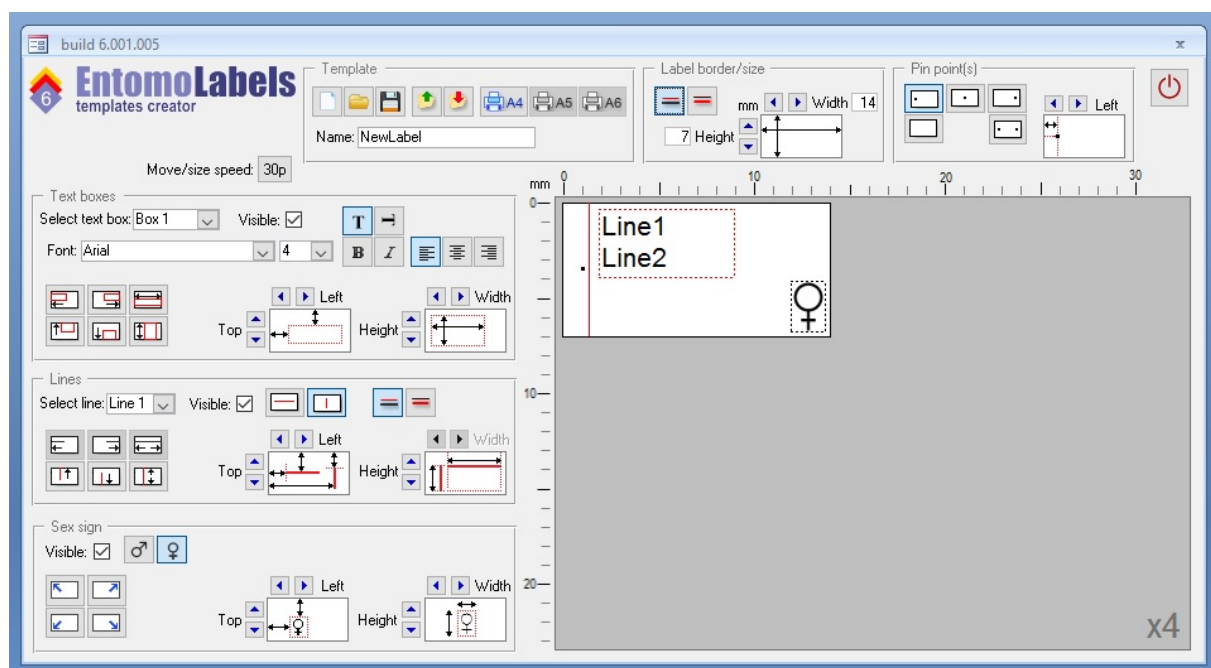 build 6.001.005
x
6
EntomoLabels
templates creator
Template
A4 A5 A6
Name: NewLabel
Label border/size
mm Width 14
7 Height
Pin point(s)
Left
Move/size speed: 30p
Text boxes
Select text box: Box 1 Visible:
T T
Font: Arial 4 B I
Left Width
Top Height
Lines
Select line: Line 1 Visible:
Left Width
Top Height
Sex sign
Visible: ♂ ♀
Left Width
Top Height
mm 0 10 20 30
0
10
20
Line1
Line2
♀
x4